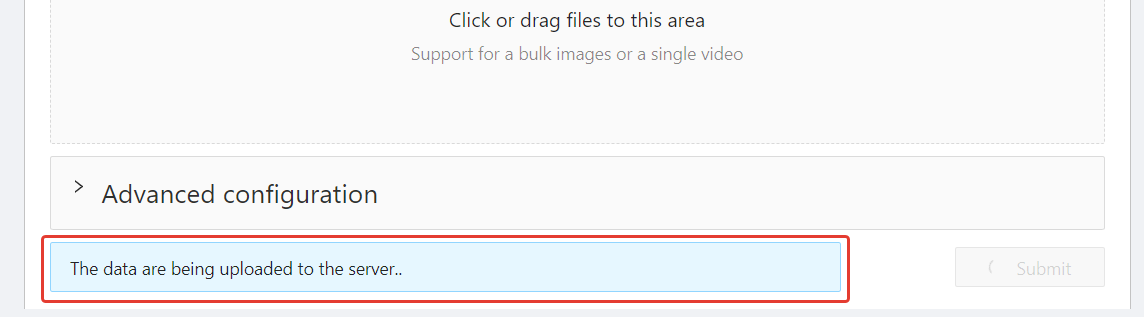 Click or drag files to this area
Support for a bulk images or a single video
Advanced configuration
The data are being uploaded to the server..
Submit